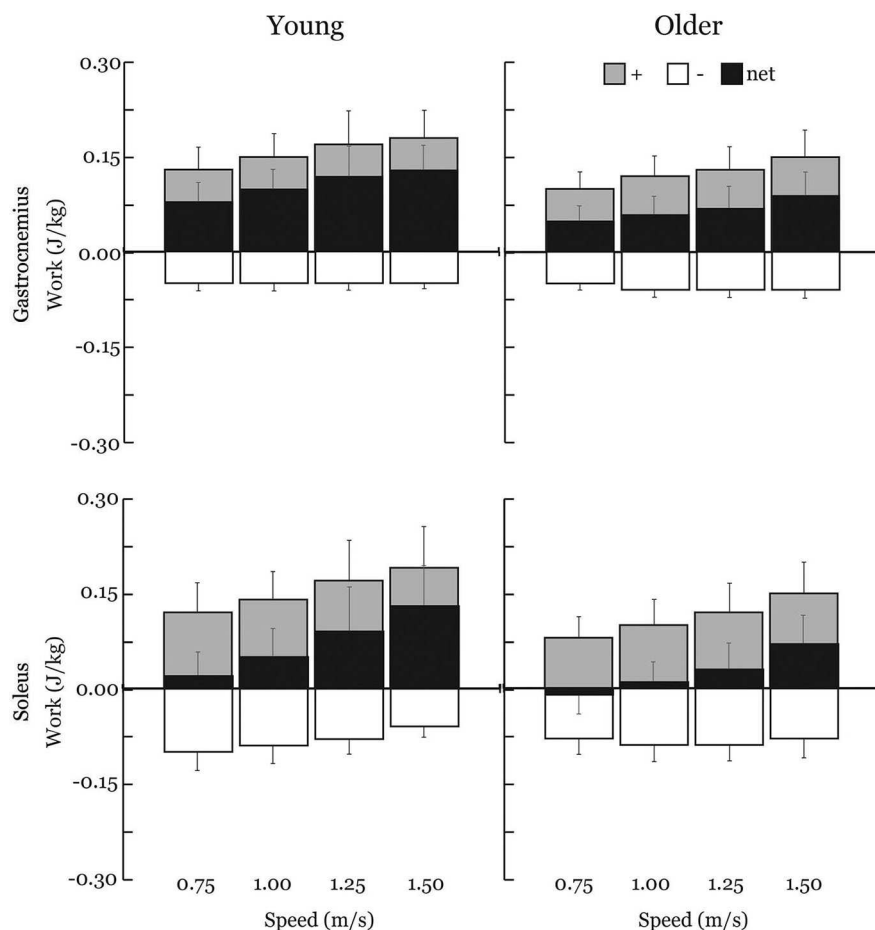 Young
Older
+ - net
Gastrocnemius
Work (J/kg)
0.30
0.15
0.00
-0.15
-0.30
Soleus
Work (J/kg)
0.30
0.15
0.00
-0.15
-0.30
0.75 1.00 1.25 1.50
Speed (m/s)
0.75 1.00 1.25 1.50
Speed (m/s)